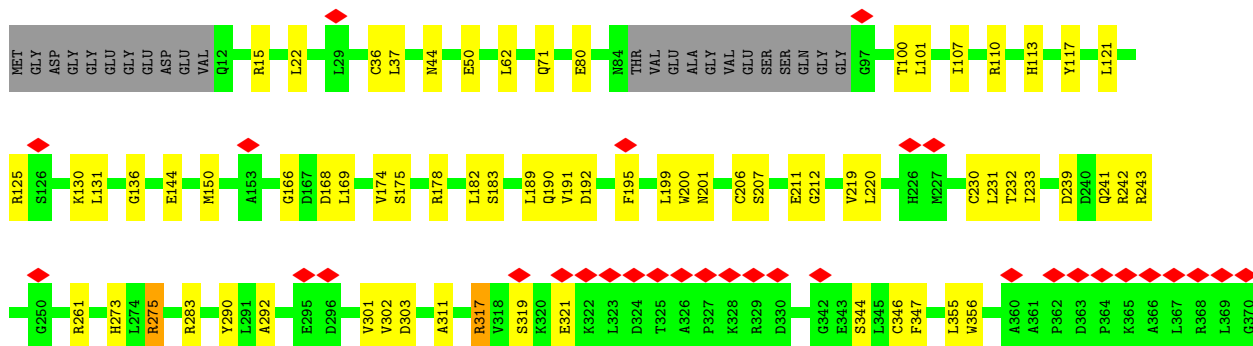 MET GLY ASP GLY GLY GLU GLY GLU ASP GLU VAL Q12 R15 L22 L29 C36 L37 N44 E50 L62 Q71 E80 N84 THR VAL GLU ALA GLY VAL GLU SER SER GLN GLY GLY G97 T100 L101 I107 R110 H113 Y117 L121
R125 S126 K130 L131 G136 E144 M150 A153 G166 D167 D168 L169 V174 S175 R178 L182 S183 L189 Q190 V191 D192 F195 L199 W200 N201 C206 S207 E211 G212 V219 L220 H226 M227 C230 L231 T232 I233 D239 D240 Q241 R242 R243
G250 R261 H273 L274 R275 R283 Y290 L291 A292 E295 D296 V301 V302 D303 A311 R317 V318 S319 K320 E321 K322 L323 D324 T325 A326 P327 K328 R329 D330 G342 E343 S344 L345 C346 F347 L355 W356 A360 A361 P362 D363 P364 K365 A366 L367 R368 L369 G370